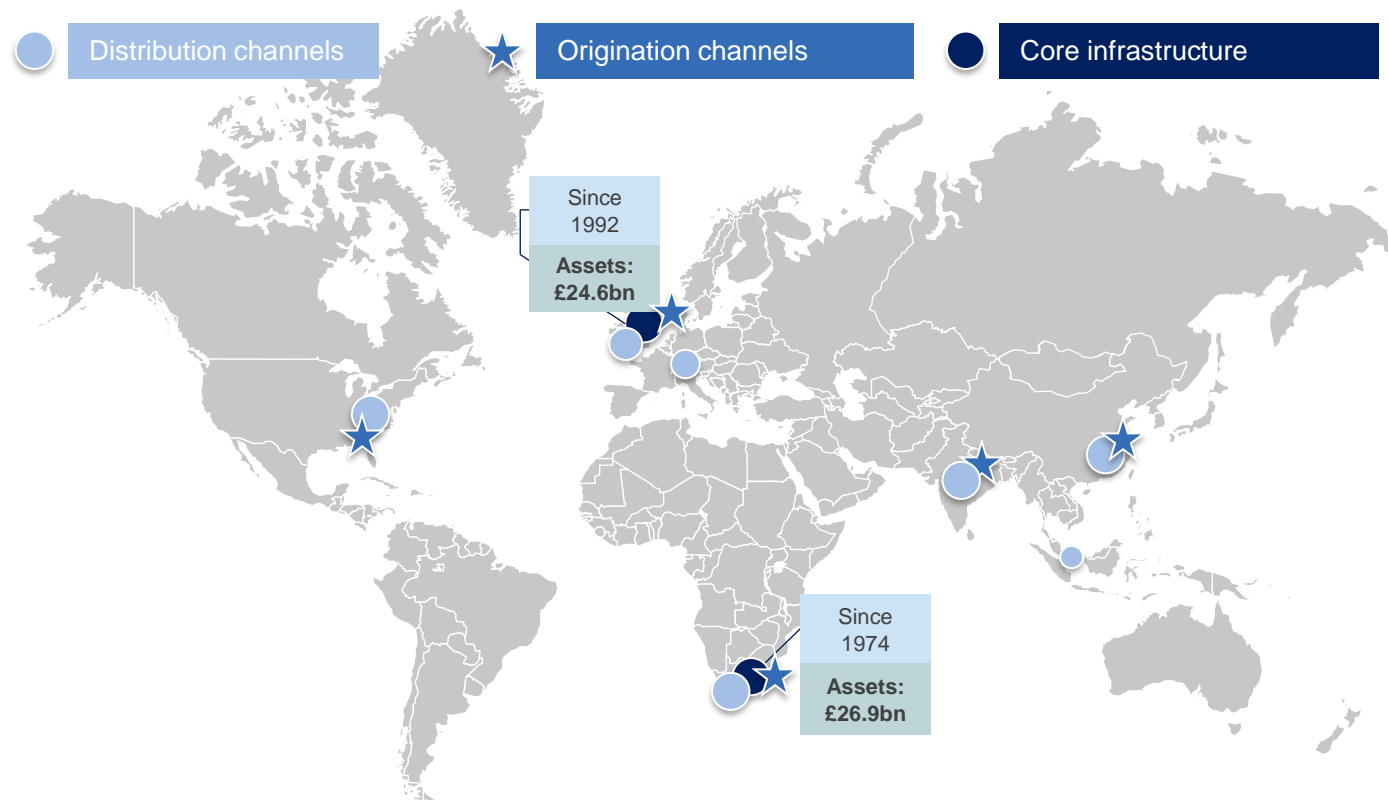 Distribution channels
Origination channels
Core infrastructure
Since
1992
Assets:
£24.6bn
Since
1974
Assets:
£26.9bn